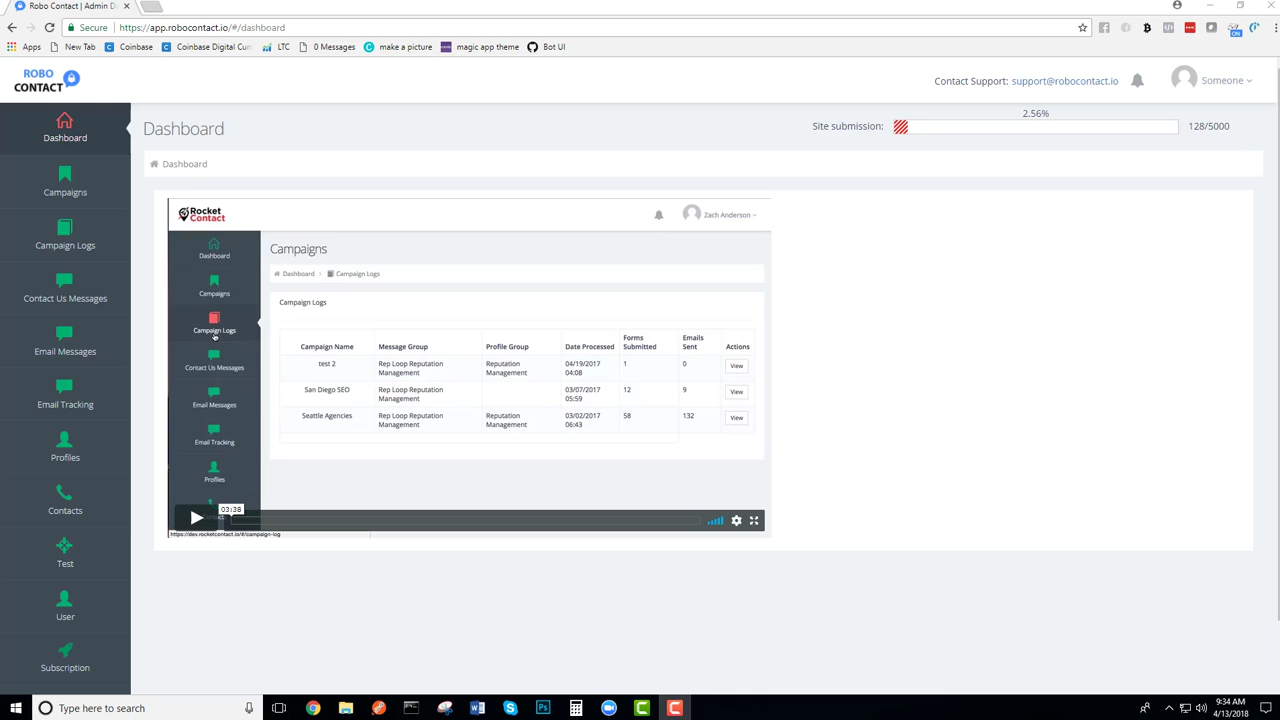 Robo Contact | Admin D
Secure
https://app.robocontact.io/#/dashboard
Apps
New Tab
Coinbase
Coinbase Digital Cur
LTC
0 Messages
make a picture
magic app theme
Bot UI
ON
ROBO
CONTACT
Contact Support: support@robocontact.io
Someone
Dashboard
Campaigns
Campaign Logs
Contact Us Messages
Email Messages
Email Tracking
Profiles
Contacts
Test
User
Subscription
Dashboard
2.56%
Site submission:
128/5000
Dashboard
Rocket
Contact
Zach Anderson
Dashboard
Campaigns
Campaign Logs
Contact Us Messages
Email Messages
Email Tracking
Profiles
Campaigns
Dashboard > Campaign Logs
Campaign Logs
Campaign Name Message Group Profile Group Date Processed Forms Submitted Emails Sent Actions
test 2 Rep Loop Reputation Management Reputation Management 04/19/2017 04:08 1 0 View
San Diego SEO Rep Loop Reputation Management 03/07/2017 05:59 12 9 View
Seattle Agencies Rep Loop Reputation Management Reputation Management 03/02/2017 06:43 58 132 View
03:38
https://dev.rocketcontact.io/#/campaign-log
Type here to search
9:34 AM
4/13/2018